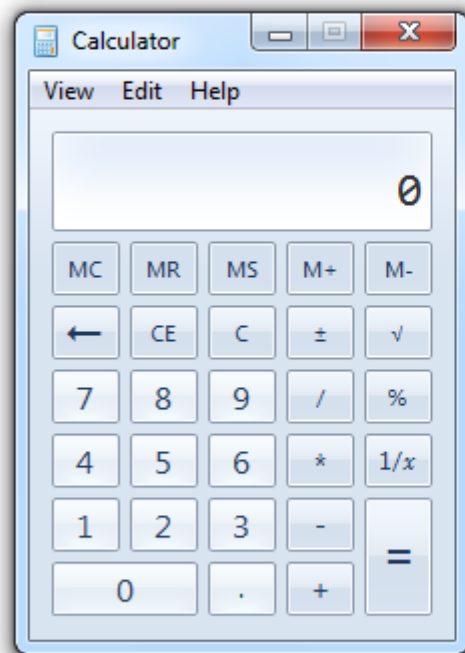 Calculator
View Edit Help
0
MC MR MS M+ M-
← CE C ± √
7 8 9 / %
4 5 6 * 1/x
1 2 3 - =
0 . +